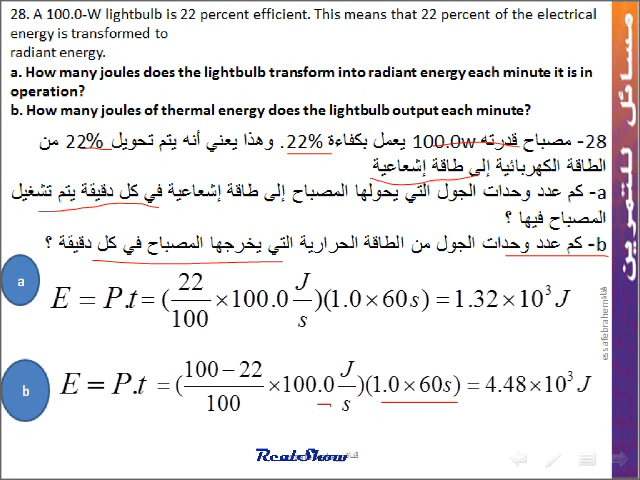 28. A 100.0-W lightbulb is 22 percent efficient. This means that 22 percent of the electrical
energy is transformed to
radiant energy.
a. How many joules does the lightbulb transform into radiant energy each minute it is in
operation?
b. How many joules of thermal energy does the lightbulb output each minute?
28- مصباح قدرته 100.0w يعمل بكفاءة 22%. وهذا يعني أنه يتم تحويل 22% من
الطاقة الكهربائية إلى طاقة إشعاعية
a- كم عدد وحدات الجول التي يحولها المصباح إلى طاقة إشعاعية في كل دقيقة يتم تشغيل
المصباح فيها ؟
b- كم عدد وحدات الجول من الطاقة الحرارية التي يخرجها المصباح في كل دقيقة ؟
a
E = P.t = (22/100 × 100.0 J/s)(1.0 × 60s) = 1.32 × 10³ J
b
E = P.t = ((100 − 22)/100 × 100.0 J/s)(1.0 × 60s) = 4.48 × 10³ J
مسائل للتمرين
essafiebrahem
قناة